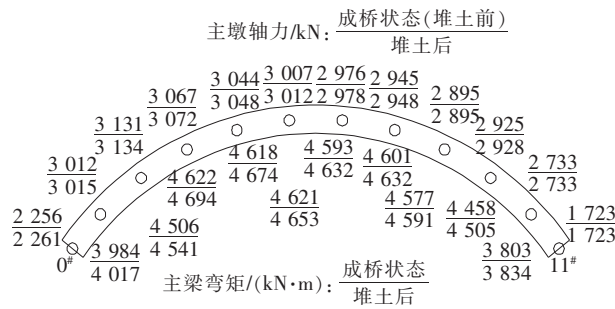 主墩轴力/kN: 成桥状态(堆土前)
堆土后
3 044 3 007 2 976 2 945
3 048 3 012 2 978 2 948
3 067 2 895
3 072 2 895
3 131 2 925
3 134 2 928
4 618 4 593 4 601
4 674 4 632 4 632
3 012 2 733
3 015 2 733
4 622 4 621 4 577
4 694 4 653 4 591
2 256 4 506 4 458 1 723
2 261 4 541 4 505 1 723
3 984 3 803
4 017 3 834
0# 11#
主梁弯矩/(kN·m): 成桥状态
堆土后